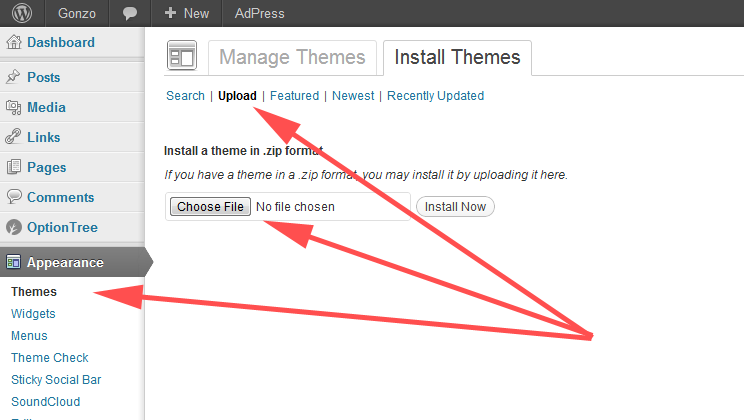 Gonzo + New AdPress
Dashboard
Posts
Media
Links
Pages
Comments
OptionTree
Appearance
Themes
Widgets
Menus
Theme Check
Sticky Social Bar
SoundCloud
Manage Themes Install Themes
Search | Upload | Featured | Newest | Recently Updated
Install a theme in .zip format
If you have a theme in a .zip format, you may install it by uploading it here.
Choose File No file chosen Install Now